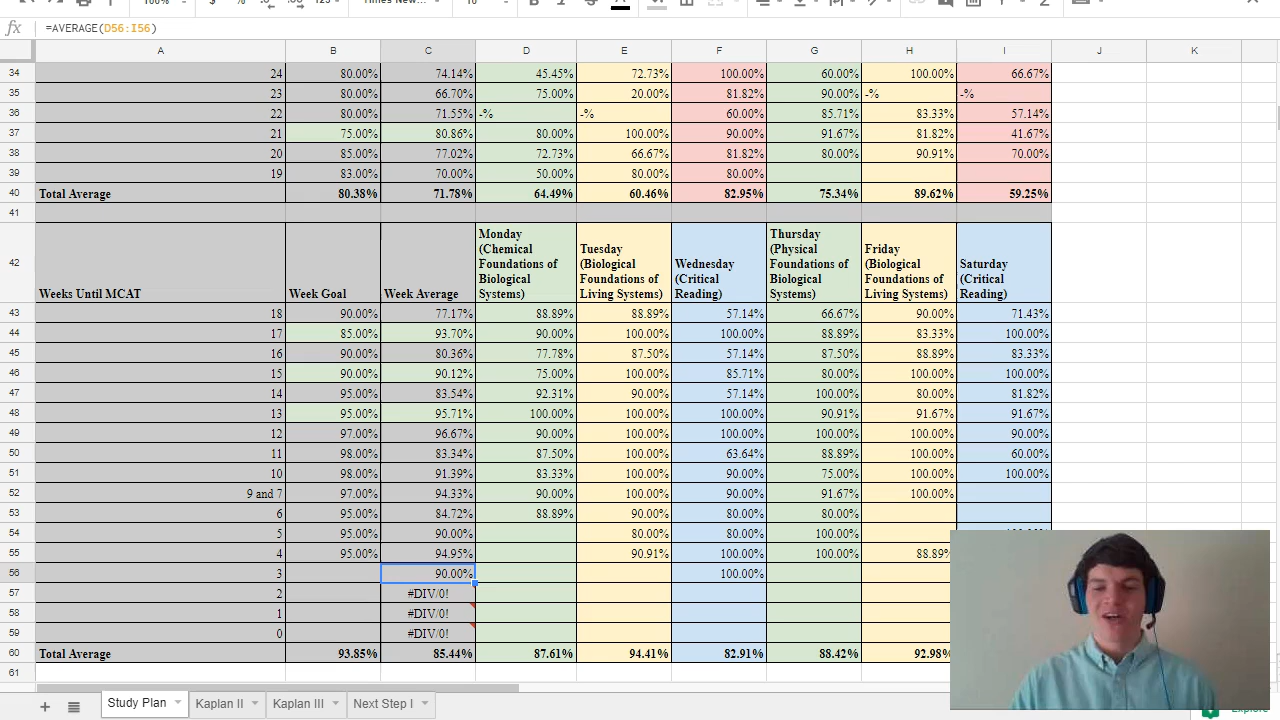 100% $ % .0 .00 123 Times New... 10 B I S A
fx =AVERAGE(D56:I56)
A B C D E F G H I J K
34 24 80.00% 74.14% 45.45% 72.73% 100.00% 60.00% 100.00% 66.67%
35 23 80.00% 66.70% 75.00% 20.00% 81.82% 90.00% -% -%
36 22 80.00% 71.55% -% -% 60.00% 85.71% 83.33% 57.14%
37 21 75.00% 80.86% 80.00% 100.00% 90.00% 91.67% 81.82% 41.67%
38 20 85.00% 77.02% 72.73% 66.67% 81.82% 80.00% 90.91% 70.00%
39 19 83.00% 70.00% 50.00% 80.00% 80.00%
40 Total Average 80.38% 71.78% 64.49% 60.46% 82.95% 75.34% 89.62% 59.25%
41
42 Weeks Until MCAT Week Goal Week Average
Monday
(Chemical
Foundations of
Biological
Systems)
Tuesday
(Biological
Foundations of
Living Systems)
Wednesday
(Critical
Reading)
Thursday
(Physical
Foundations of
Biological
Systems)
Friday
(Biological
Foundations of
Living Systems)
Saturday
(Critical
Reading)
43 18 90.00% 77.17% 88.89% 88.89% 57.14% 66.67% 90.00% 71.43%
44 17 85.00% 93.70% 90.00% 100.00% 100.00% 88.89% 83.33% 100.00%
45 16 90.00% 80.36% 77.78% 87.50% 57.14% 87.50% 88.89% 83.33%
46 15 90.00% 90.12% 75.00% 100.00% 85.71% 80.00% 100.00% 100.00%
47 14 95.00% 83.54% 92.31% 90.00% 57.14% 100.00% 80.00% 81.82%
48 13 95.00% 95.71% 100.00% 100.00% 100.00% 90.91% 91.67% 91.67%
49 12 97.00% 96.67% 90.00% 100.00% 100.00% 100.00% 100.00% 90.00%
50 11 98.00% 83.34% 87.50% 100.00% 63.64% 88.89% 100.00% 60.00%
51 10 98.00% 91.39% 83.33% 100.00% 90.00% 75.00% 100.00% 100.00%
52 9 and 7 97.00% 94.33% 90.00% 100.00% 90.00% 91.67% 100.00%
53 6 95.00% 84.72% 88.89% 90.00% 80.00% 80.00%
54 5 95.00% 90.00% 80.00% 80.00% 100.00%
55 4 95.00% 94.95% 90.91% 100.00% 100.00% 88.89%
56 3 90.00% 100.00%
57 2 #DIV/0!
58 1 #DIV/0!
59 0 #DIV/0!
60 Total Average 93.85% 85.44% 87.61% 94.41% 82.91% 88.42% 92.98%
61
Study Plan Kaplan II Kaplan III Next Step I